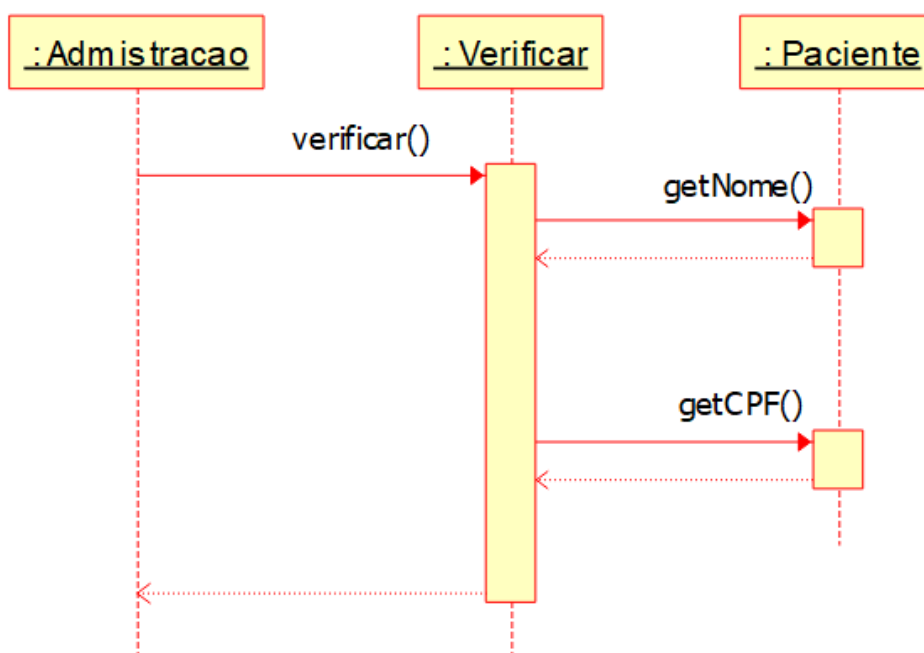 : Admistracao
: Verificar
: Paciente
verificar()
getNome()
getCPF()